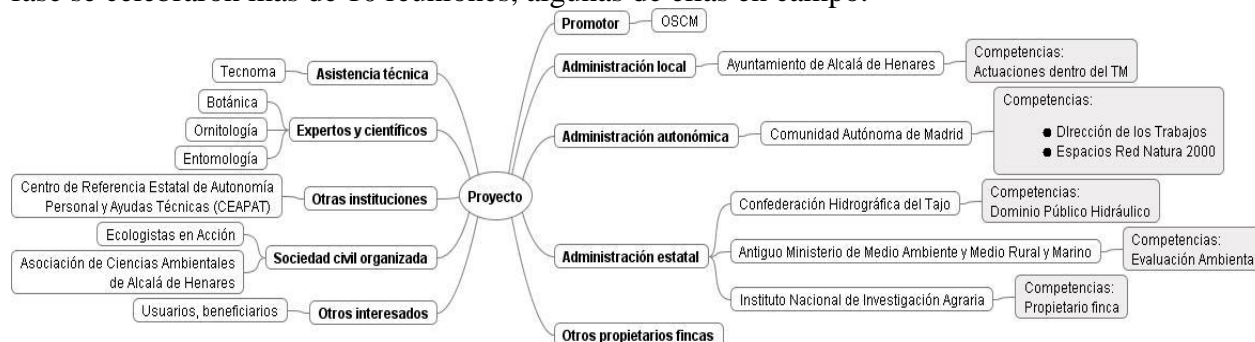 fase se celebraron más de 10 reuniones, algunas de ellas en campo.
Promotor
OSCM
Administración local
Ayuntamiento de Alcalá de Henares
Competencias:
Actuaciones dentro del TM
Administración autonómica
Comunidad Autónoma de Madrid
Competencias:
● DIrección de los Trabajos
● Espacios Red Natura 2000
Proyecto
Administración estatal
Confederación Hidrográfica del Tajo
Competencias:
Dominio Público Hidráulico
Antiguo Ministerio de Medio Ambiente y Medio Rural y Marino
Competencias:
Evaluación Ambienta
Instituto Nacional de Investigación Agraria
Competencias:
Propietario finca
Otros propietarios fincas
Asistencia técnica
Tecnoma
Expertos y científicos
Botánica
Ornitología
Entomología
Otras instituciones
Centro de Referencia Estatal de Autonomía
Personal y Ayudas Técnicas (CEAPAT)
Sociedad civil organizada
Ecologistas en Acción
Asociación de Ciencias Ambientales
de Alcalá de Henares
Otros interesados
Usuarios, beneficiarios